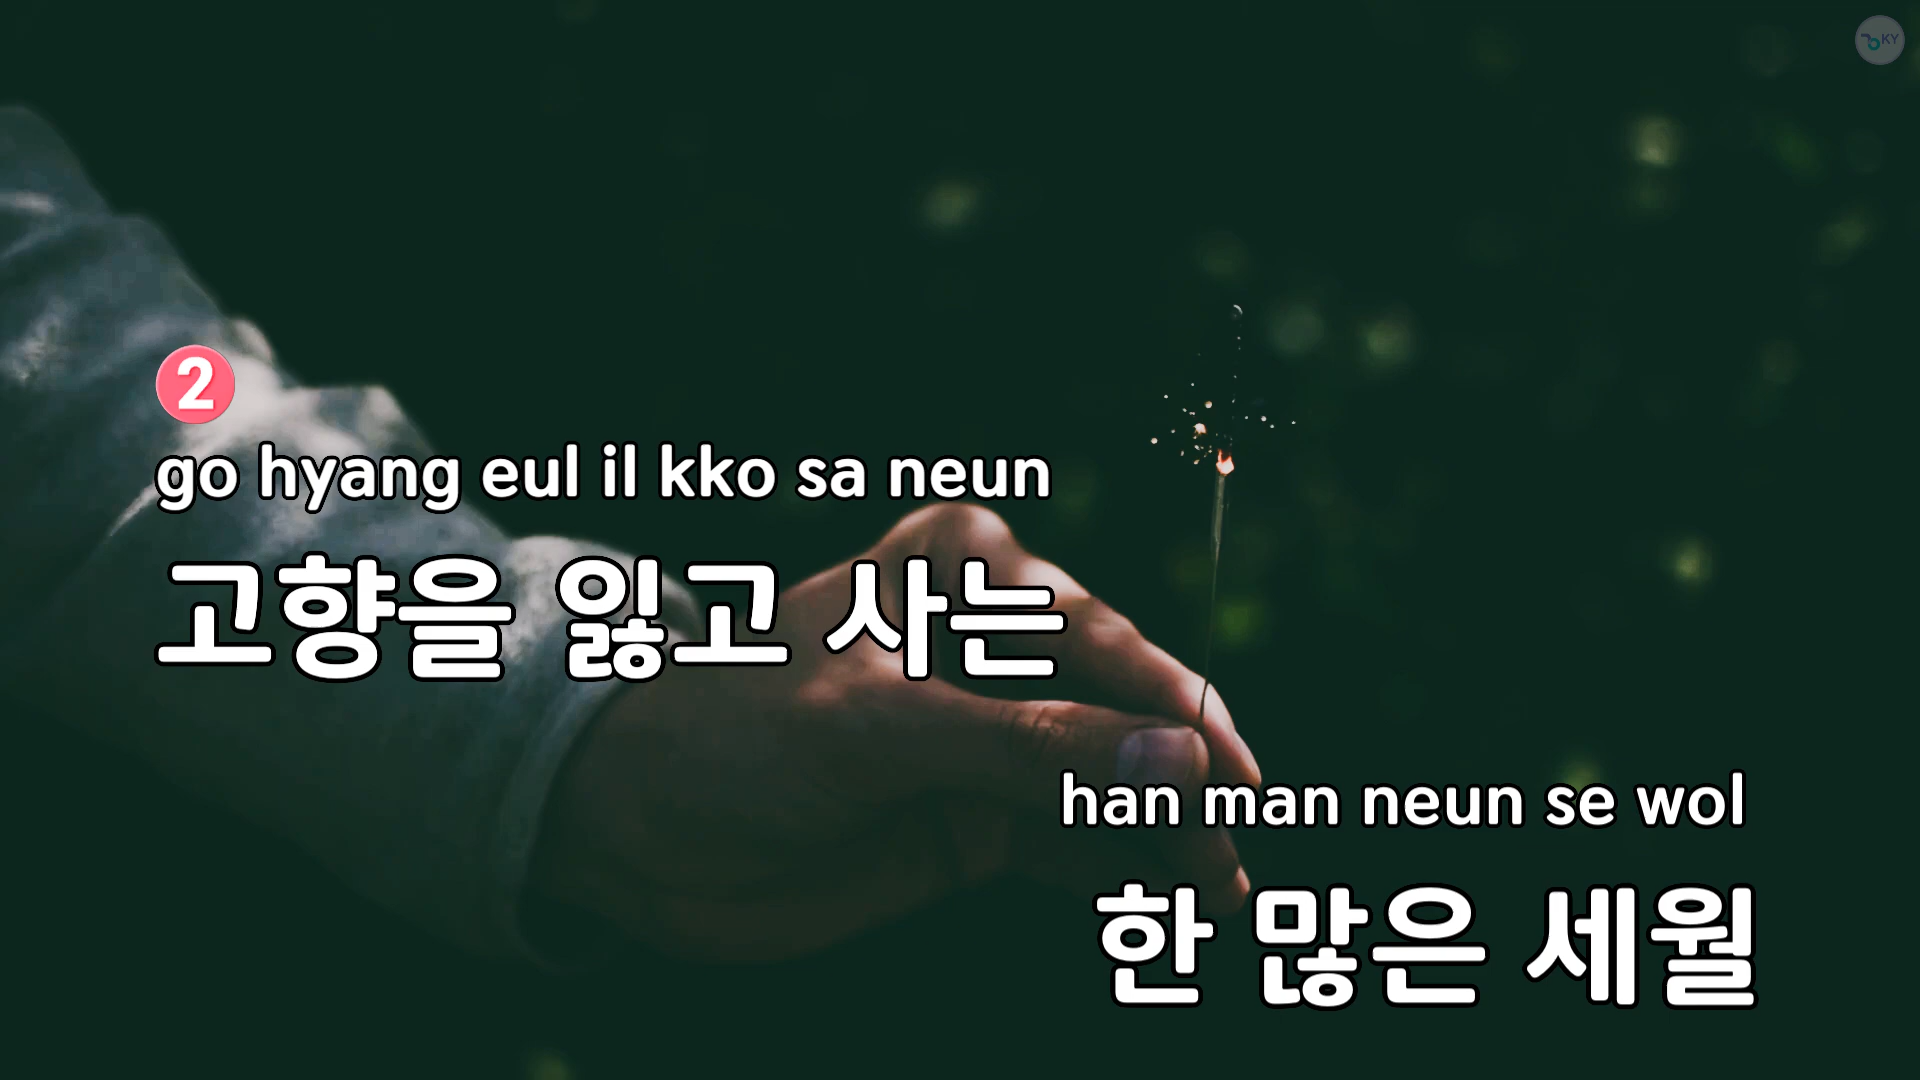 KY
2
go hyang eul il kko sa neun
고향을 잃고 사는
han man neun se wol
한 많은 세월